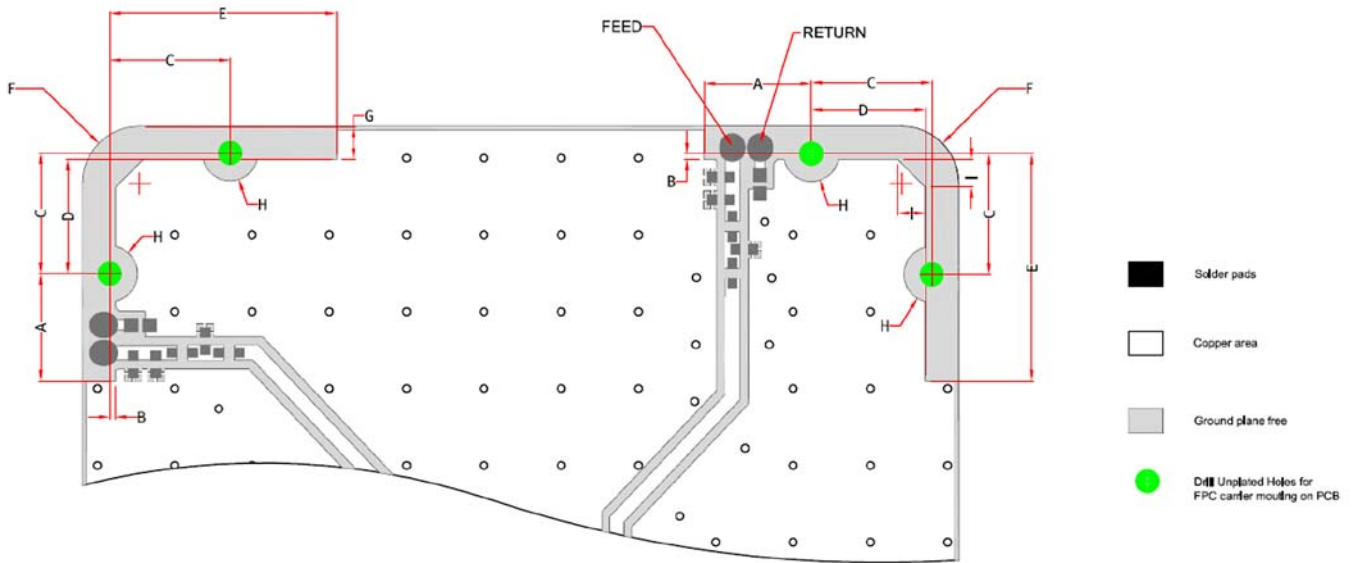 E
FEED
RETURN
C
A
C
F
D
F
G
B
I
C
D
H
H
I
C
E
H
A
H
B
Solder pads
Copper area
Ground plane free
Drill Unplated Holes for
FPC carrier mouting on PCB